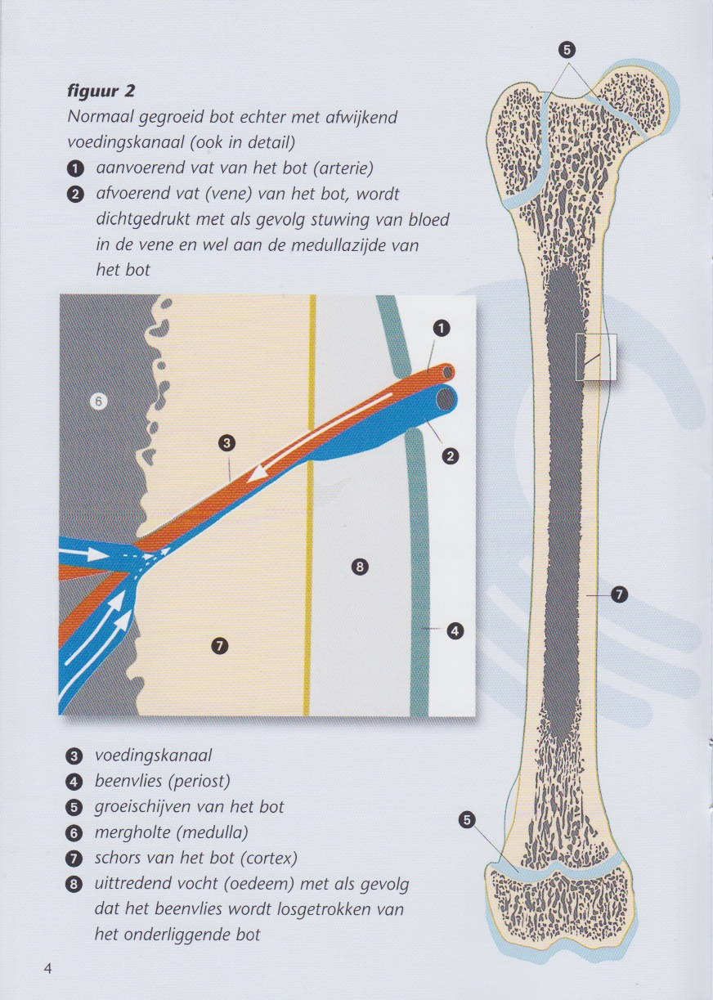 figuur 2
Normaal gegroeid bot echter met afwijkend
voedingskanaal (ook in detail)
1 aanvoerend vat van het bot (arterie)
2 afvoerend vat (vene) van het bot, wordt
dichtgedrukt met als gevolg stuwing van bloed
in de vene en wel aan de medullazijde van
het bot
1
6
3
2
8
4
7
5
7
5
3 voedingskanaal
4 beenvlies (periost)
5 groeischijven van het bot
6 mergholte (medulla)
7 schors van het bot (cortex)
8 uittredend vocht (oedeem) met als gevolg
dat het beenvlies wordt losgetrokken van
het onderliggende bot
4